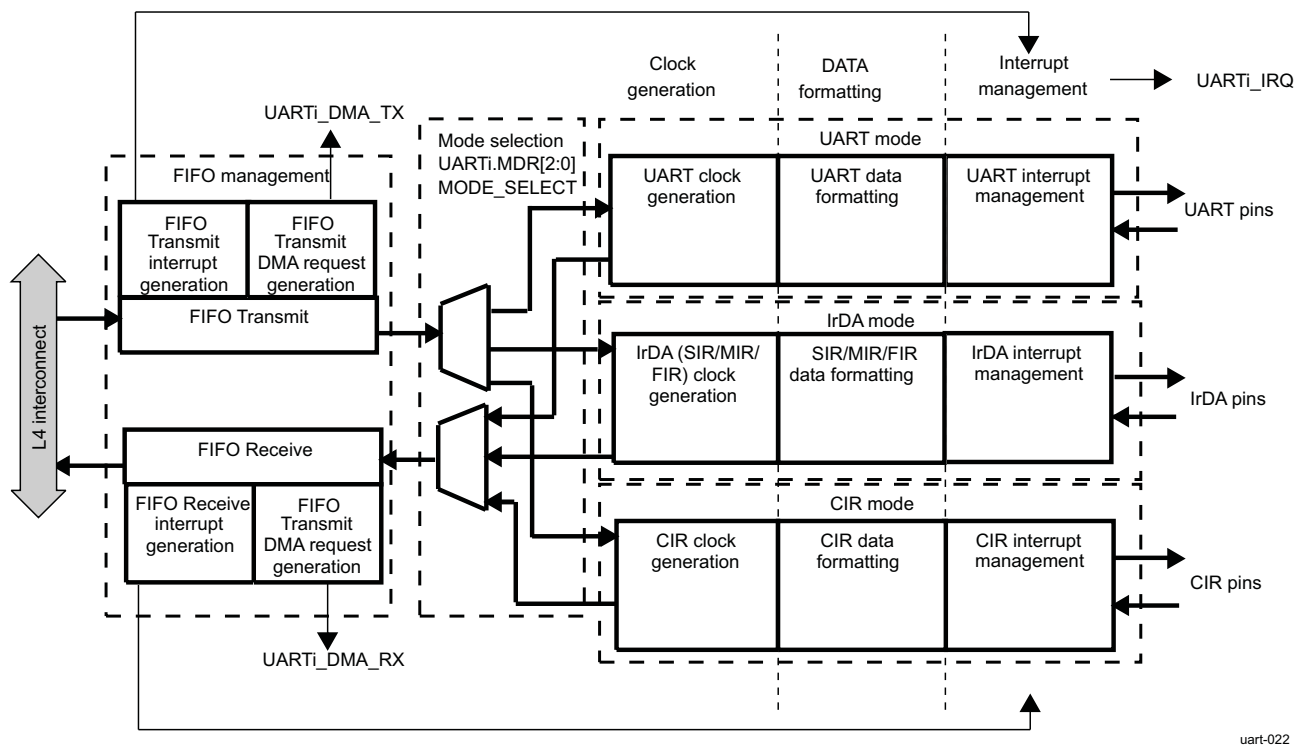 Clock
generation
DATA
formatting
Interrupt
management
UARTi_IRQ
UARTi_DMA_TX
Mode selection
UARTi.MDR[2:0]
MODE_SELECT
FIFO management
FIFO
Transmit
interrupt
generation
FIFO
Transmit
DMA request
generation
FIFO Transmit
L4 interconnect
FIFO Receive
FIFO Receive
interrupt
generation
FIFO
Transmit
DMA request
generation
UARTi_DMA_RX
UART mode
UART clock
generation
UART data
formatting
UART interrupt
management
UART pins
IrDA mode
IrDA (SIR/MIR/
FIR) clock
generation
SIR/MIR/FIR
data formatting
IrDA interrupt
management
IrDA pins
CIR mode
CIR clock
generation
CIR data
formatting
CIR interrupt
management
CIR pins
uart-022